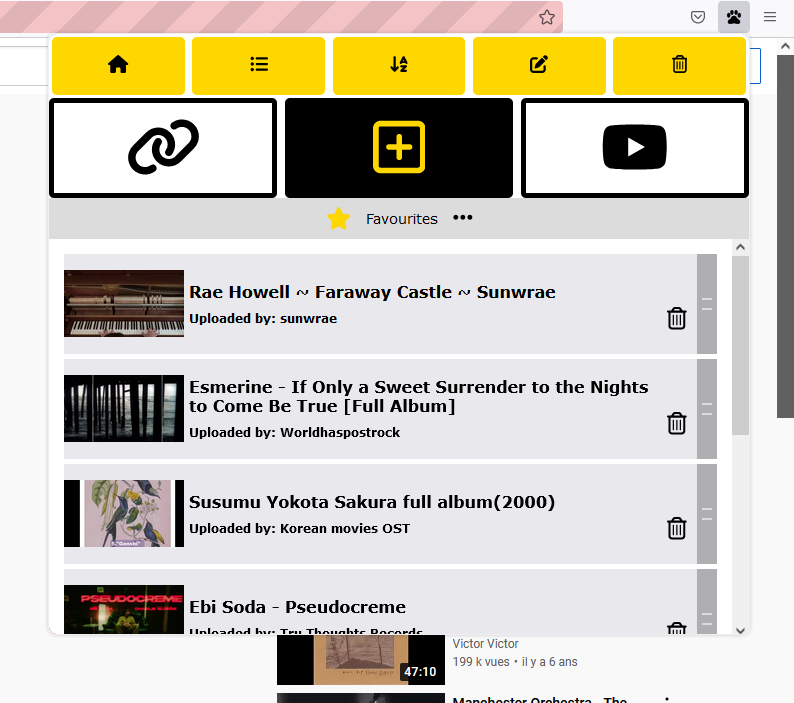 Favourites
Rae Howell ~ Faraway Castle ~ Sunwrae
Uploaded by: sunwrae
Esmerine - If Only a Sweet Surrender to the Nights
to Come Be True [Full Album]
Uploaded by: Worldhaspostrock
Susumu Yokota Sakura full album(2000)
Uploaded by: Korean movies OST
PSEUDOCREME
Ebi Soda - Pseudocreme
Uploaded by: Tru Thoughts Records
47:10
Victor Victor
199 k vues • il y a 6 ans
Manchester Orchestra - The